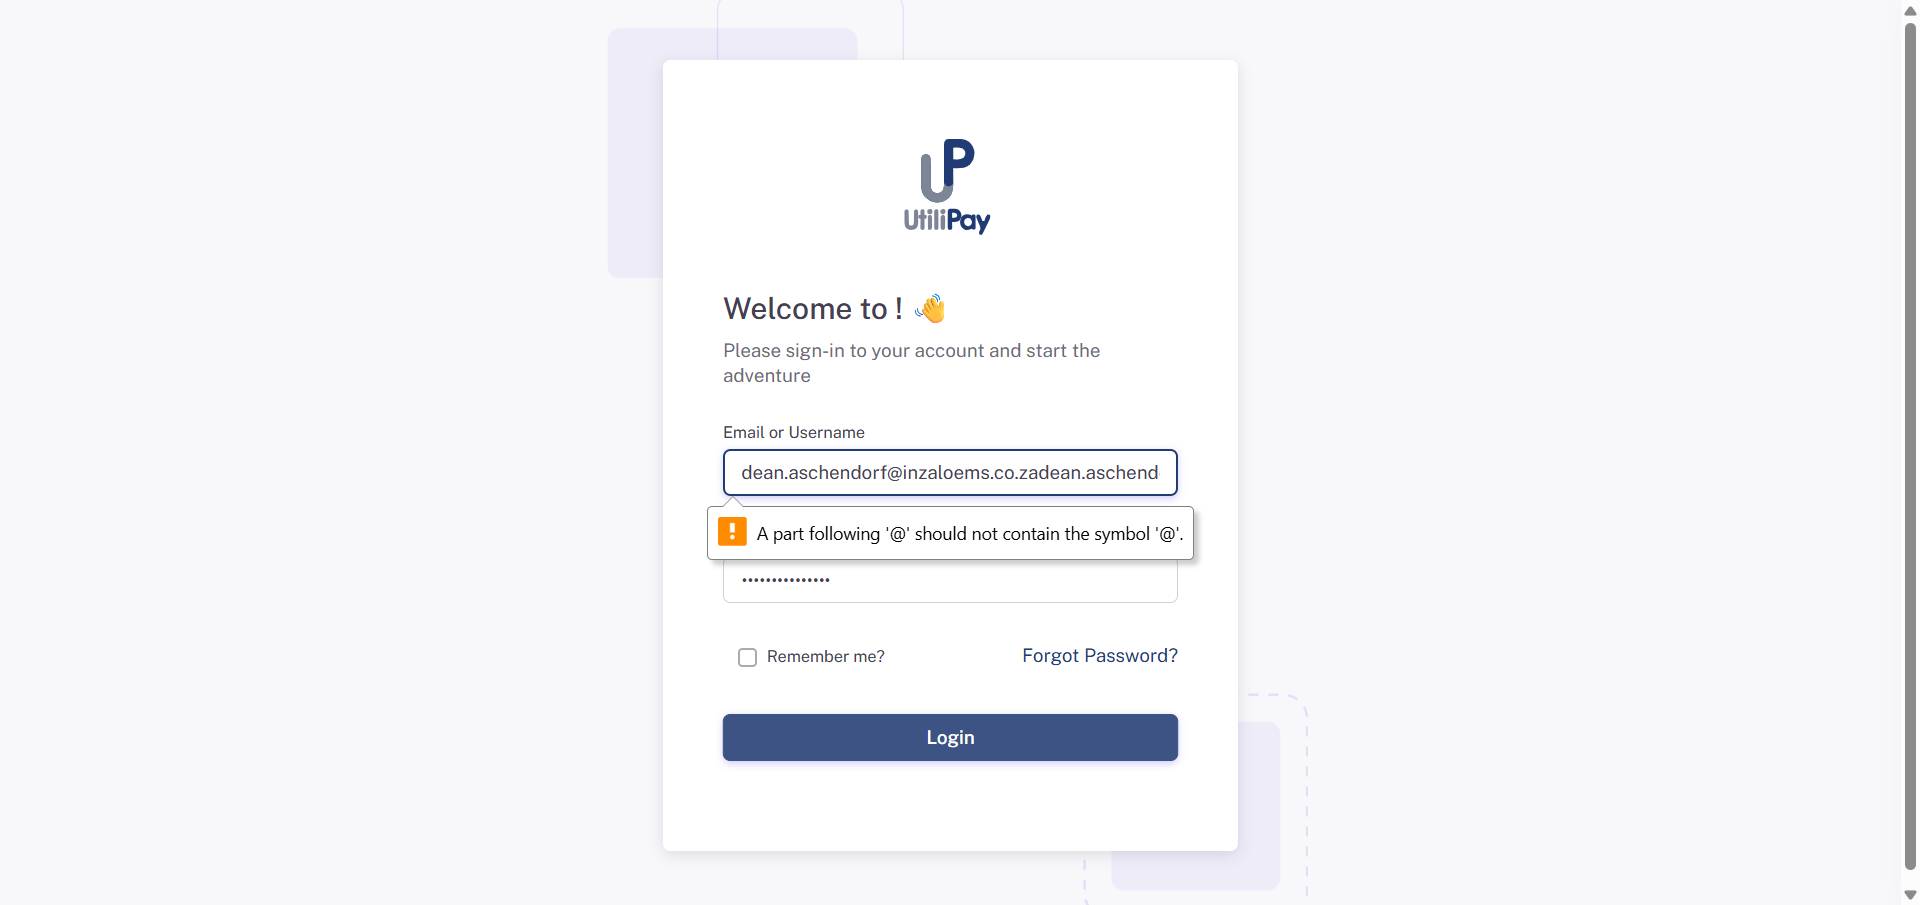 UP
UtiliPay
Welcome to ! 👋
Please sign-in to your account and start the
adventure
Email or Username
dean.aschendorf@inzaloems.co.zadean.aschend
! A part following '@' should not contain the symbol '@'.
•••••••••••••••
Remember me?
Forgot Password?
Login